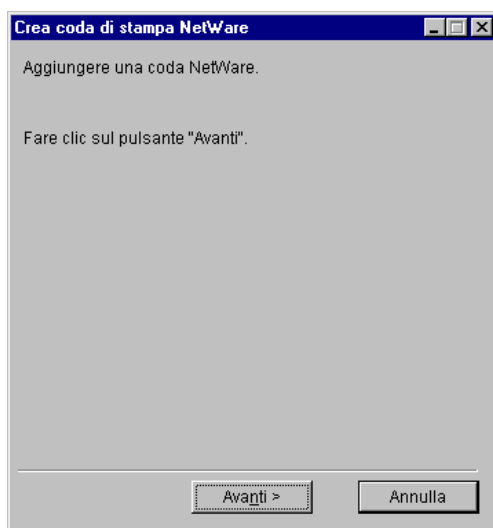 Crea coda di stampa NetWare
Aggiungere una coda NetWare.
Fare clic sul pulsante "Avanti".
Avanti >
Annulla